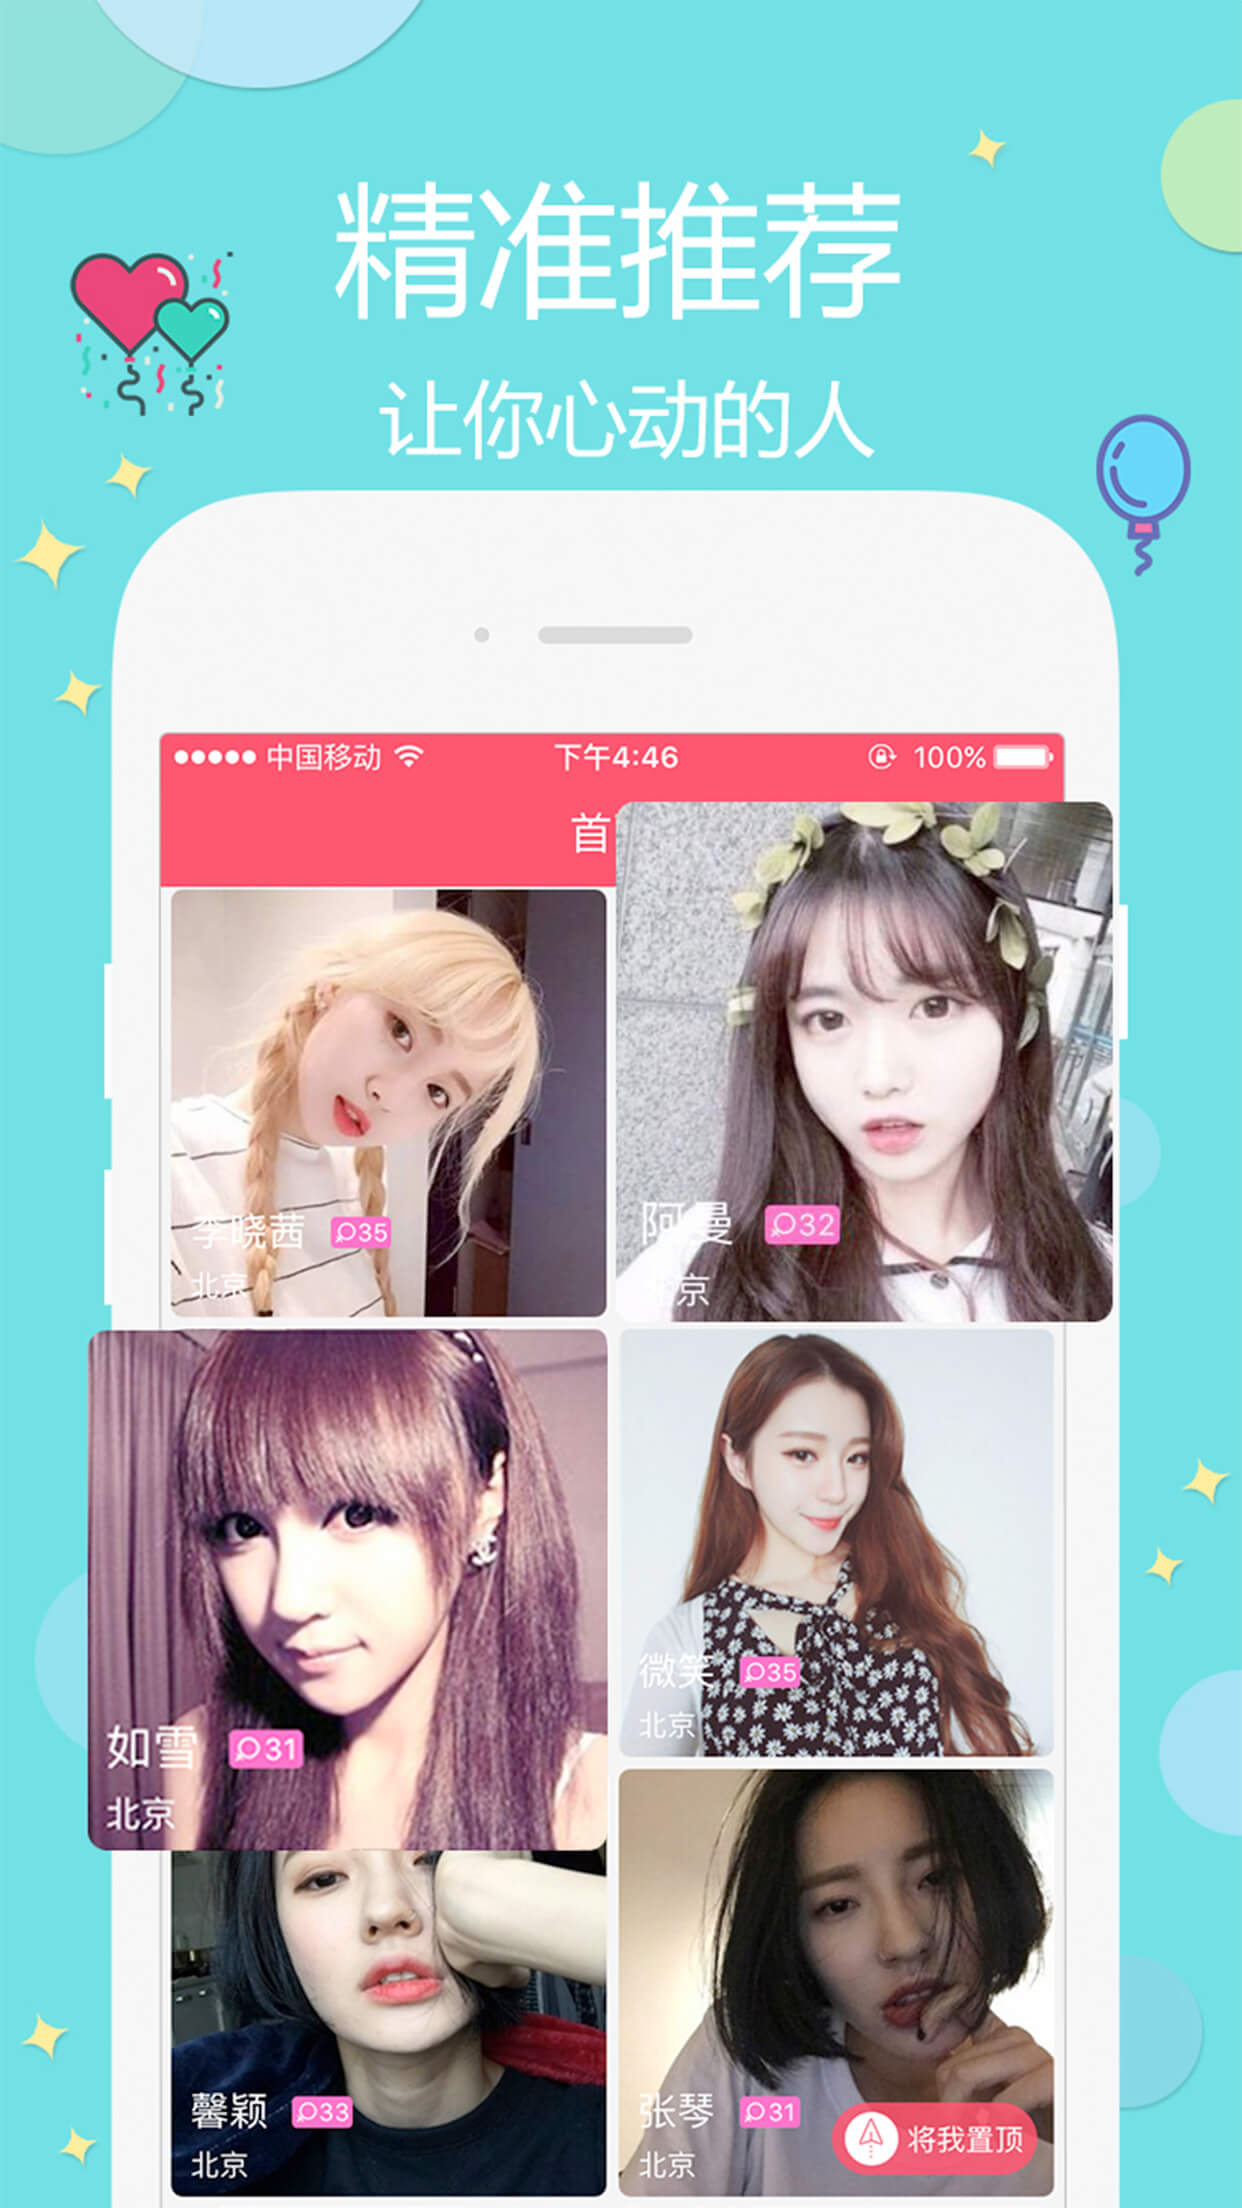 精准推荐
让你心动的人
中国移动 下午4:46 100%
首
李晓茜 35
北京
阿曼 32
北京
如雪 31
北京
微笑 35
北京
馨颖 33
北京
张琴 31
北京
将我置顶